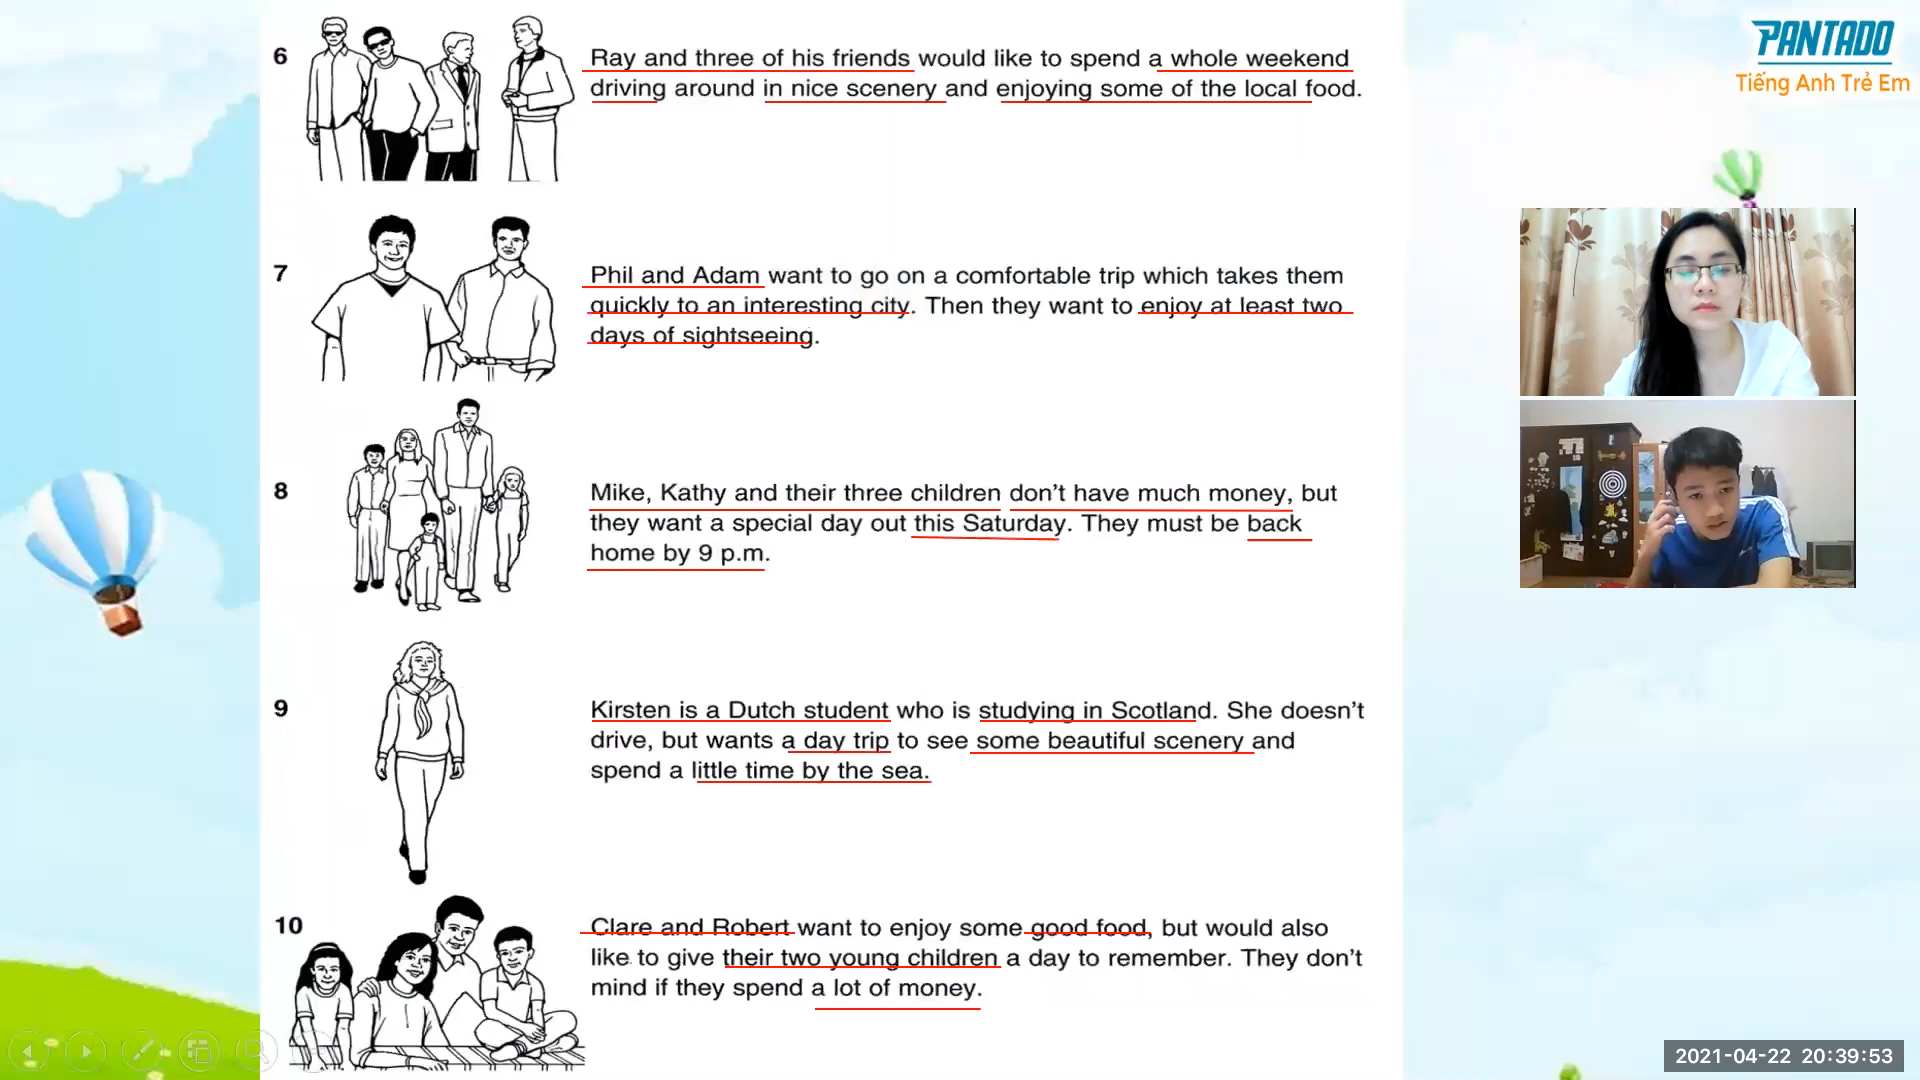 PANTADO
Tiếng Anh Trẻ Em
6
Ray and three of his friends would like to spend a whole weekend
driving around in nice scenery and enjoying some of the local food.
7
Phil and Adam want to go on a comfortable trip which takes them
quickly to an interesting city. Then they want to enjoy at least two
days of sightseeing.
8
Mike, Kathy and their three children don't have much money, but
they want a special day out this Saturday. They must be back
home by 9 p.m.
9
Kirsten is a Dutch student who is studying in Scotland. She doesn't
drive, but wants a day trip to see some beautiful scenery and
spend a little time by the sea.
10
Clare and Robert want to enjoy some good food, but would also
like to give their two young children a day to remember. They don't
mind if they spend a lot of money.
2021-04-22 20:39:53